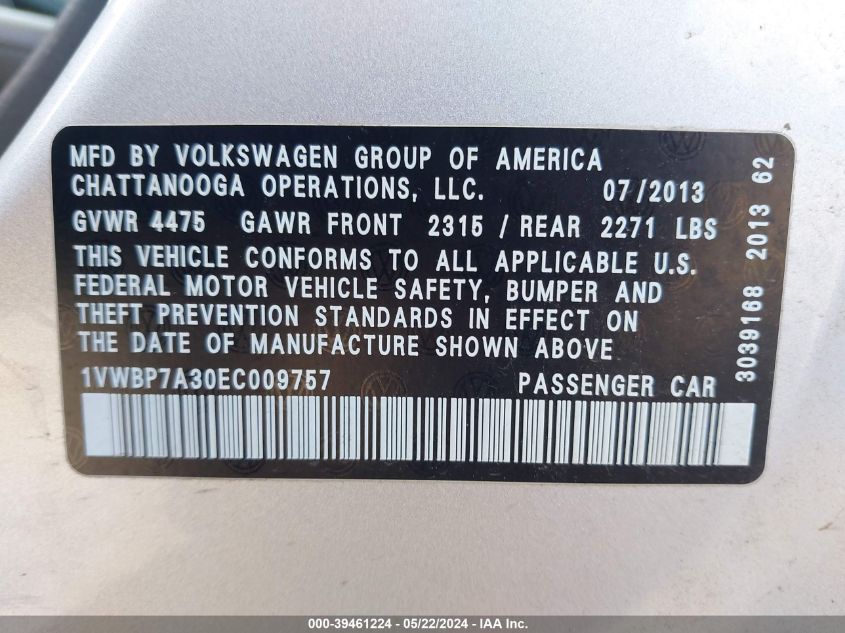 MFD BY VOLKSWAGEN GROUP OF AMERICA
CHATTANOOGA OPERATIONS, LLC. 07/2013
GVWR 4475 GAWR FRONT 2315 / REAR 2271 LBS
THIS VEHICLE CONFORMS TO ALL APPLICABLE U.S.
FEDERAL MOTOR VEHICLE SAFETY, BUMPER AND
THEFT PREVENTION STANDARDS IN EFFECT ON
THE DATE OF MANUFACTURE SHOWN ABOVE
1VWBP7A30EC009757 PASSENGER CAR
3039168 2013 62
000-39461224 - 05/22/2024 - IAA Inc.